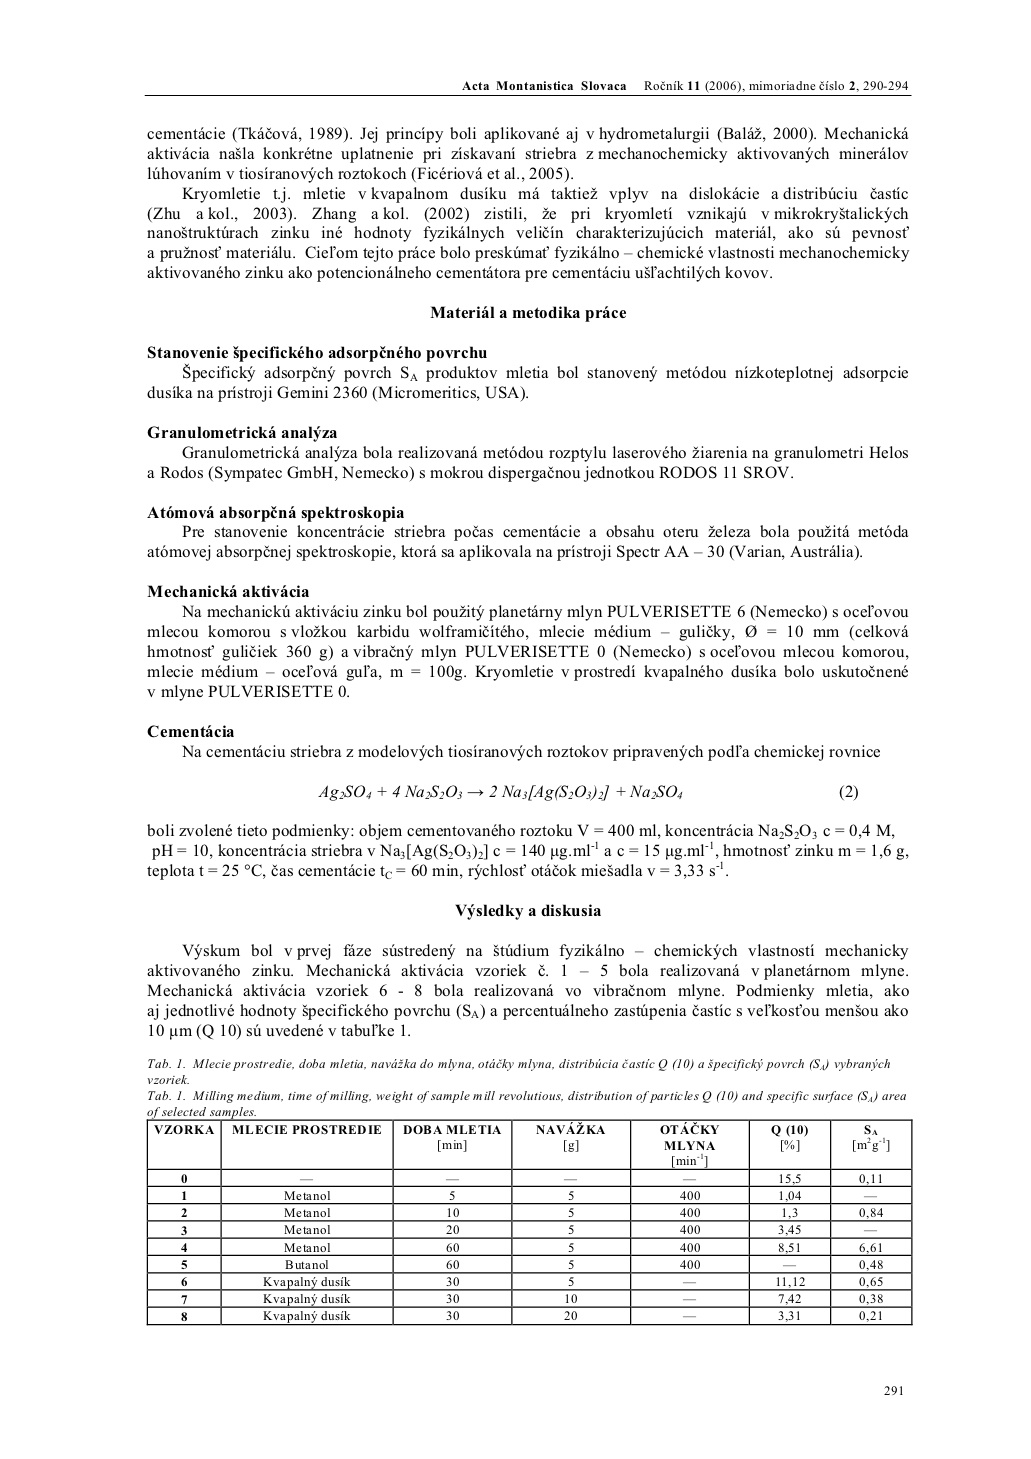 Acta Montanistica Slovaca Ročník 11 (2006), mimoriadne číslo 2, 290-294
cementácie (Tkáčová, 1989). Jej princípy boli aplikované aj v hydrometalurgii (Baláž, 2000). Mechanická
aktivácia našla konkrétne uplatnenie pri získavaní striebra z mechanochemicky aktivovaných minerálov
lúhovaním v tiosíranových roztokoch (Ficériová et al., 2005).
Kryomletie t.j. mletie v kvapalnom dusíku má taktiež vplyv na dislokácie a distribúciu častíc
(Zhu a kol., 2003). Zhang a kol. (2002) zistili, že pri kryomletí vznikajú v mikrokryštalických
nanoštruktúrach zinku iné hodnoty fyzikálnych veličín charakterizujúcich materiál, ako sú pevnosť
a pružnosť materiálu. Cieľom tejto práce bolo preskúmať fyzikálno – chemické vlastnosti mechanochemicky
aktivovaného zinku ako potencionálneho cementátora pre cementáciu ušľachtilých kovov.
Materiál a metodika práce
Stanovenie špecifického adsorpčného povrchu
Špecifický adsorpčný povrch S_A produktov mletia bol stanovený metódou nízkoteplotnej adsorpcie
dusíka na prístroji Gemini 2360 (Micromeritics, USA).
Granulometrická analýza
Granulometrická analýza bola realizovaná metódou rozptylu laserového žiarenia na granulometri Helos
a Rodos (Sympatec GmbH, Nemecko) s mokrou dispergačnou jednotkou RODOS 11 SROV.
Atómová absorpčná spektroskopia
Pre stanovenie koncentrácie striebra počas cementácie a obsahu oteru železa bola použitá metóda
atómovej absorpčnej spektroskopie, ktorá sa aplikovala na prístroji Spectr AA – 30 (Varian, Austrália).
Mechanická aktivácia
Na mechanickú aktiváciu zinku bol použitý planetárny mlyn PULVERISETTE 6 (Nemecko) s oceľovou
mlecou komorou s vložkou karbidu wolframičítého, mlecie médium – guličky, Ø = 10 mm (celková
hmotnosť guličiek 360 g) a vibračný mlyn PULVERISETTE 0 (Nemecko) s oceľovou mlecou komorou,
mlecie médium – oceľová guľa, m = 100g. Kryomletie v prostredí kvapalného dusíka bolo uskutočnené
v mlyne PULVERISETTE 0.
Cementácia
Na cementáciu striebra z modelových tiosíranových roztokov pripravených podľa chemickej rovnice
Ag₂SO₄ + 4 Na₂S₂O₃ → 2 Na₃[Ag(S₂O₃)₂] + Na₂SO₄ (2)
boli zvolené tieto podmienky: objem cementovaného roztoku V = 400 ml, koncentrácia Na₂S₂O₃ c = 0,4 M,
pH = 10, koncentrácia striebra v Na₃[Ag(S₂O₃)₂] c = 140 μg.ml⁻¹ a c = 15 μg.ml⁻¹, hmotnosť zinku m = 1,6 g,
teplota t = 25 °C, čas cementácie t_C = 60 min, rýchlosť otáčok miešadla v = 3,33 s⁻¹.
Výsledky a diskusia
Výskum bol v prvej fáze sústredený na štúdium fyzikálno – chemických vlastností mechanicky
aktivovaného zinku. Mechanická aktivácia vzoriek č. 1 – 5 bola realizovaná v planetárnom mlyne.
Mechanická aktivácia vzoriek 6 - 8 bola realizovaná vo vibračnom mlyne. Podmienky mletia, ako
aj jednotlivé hodnoty špecifického povrchu (S_A) a percentuálneho zastúpenia častíc s veľkosťou menšou ako
10 μm (Q 10) sú uvedené v tabuľke 1.
Tab. 1. Mlecie prostredie, doba mletia, navážka do mlyna, otáčky mlyna, distribúcia častíc Q (10) a špecifický povrch (S_A) vybraných
vzoriek.
Tab. 1. Milling medium, time of milling, weight of sample mill revolutious, distribution of particles Q (10) and specific surface (S_A) area
of selected samples.
VZORKA MLECIE PROSTREDIE DOBA MLETIA NAVÁŽKA OTÁČKY Q (10) S_A
[min] [g] MLYNA [%] [m²g⁻¹]
[min⁻¹]
0 — — — — 15,5 0,11
1 Metanol 5 5 400 1,04 —
2 Metanol 10 5 400 1,3 0,84
3 Metanol 20 5 400 3,45 —
4 Metanol 60 5 400 8,51 6,61
5 Butanol 60 5 400 — 0,48
6 Kvapalný dusík 30 5 — 11,12 0,65
7 Kvapalný dusík 30 10 — 7,42 0,38
8 Kvapalný dusík 30 20 — 3,31 0,21
291